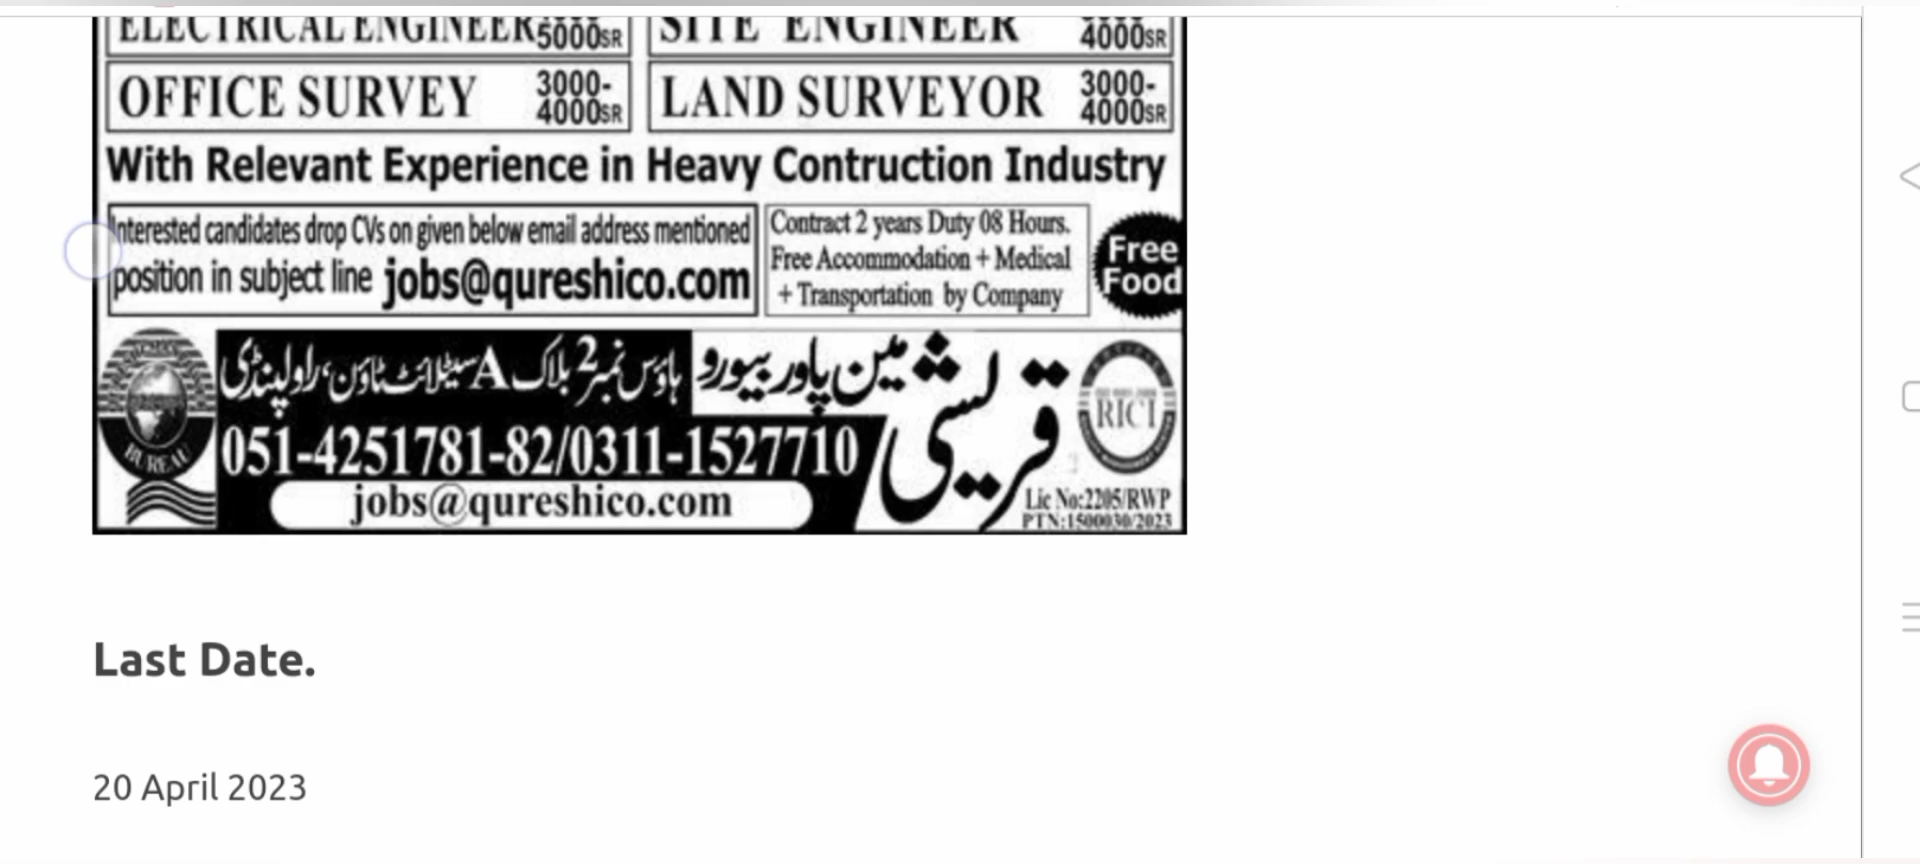 ELECTRICAL ENGINEER 5000SR
SITE ENGINEER 4000SR
OFFICE SURVEY 3000-4000SR
LAND SURVEYOR 3000-4000SR
With Relevant Experience in Heavy Contruction Industry
Interested candidates drop CVs on given below email address mentioned
position in subject line jobs@qureshico.com
Contract 2 years Duty 08 Hours.
Free Accommodation + Medical
+ Transportation by Company
Free
Food
قریشی مین پاور بیورو
ہاؤس نمبر 2 بلاک A سیٹلائٹ ٹاؤن، راولپنڈی
051-4251781-82/0311-1527710
jobs@qureshico.com
BUREAU
RICI
Lic No:2205/RWP
PTN:1500030/2023
Last Date.
20 April 2023